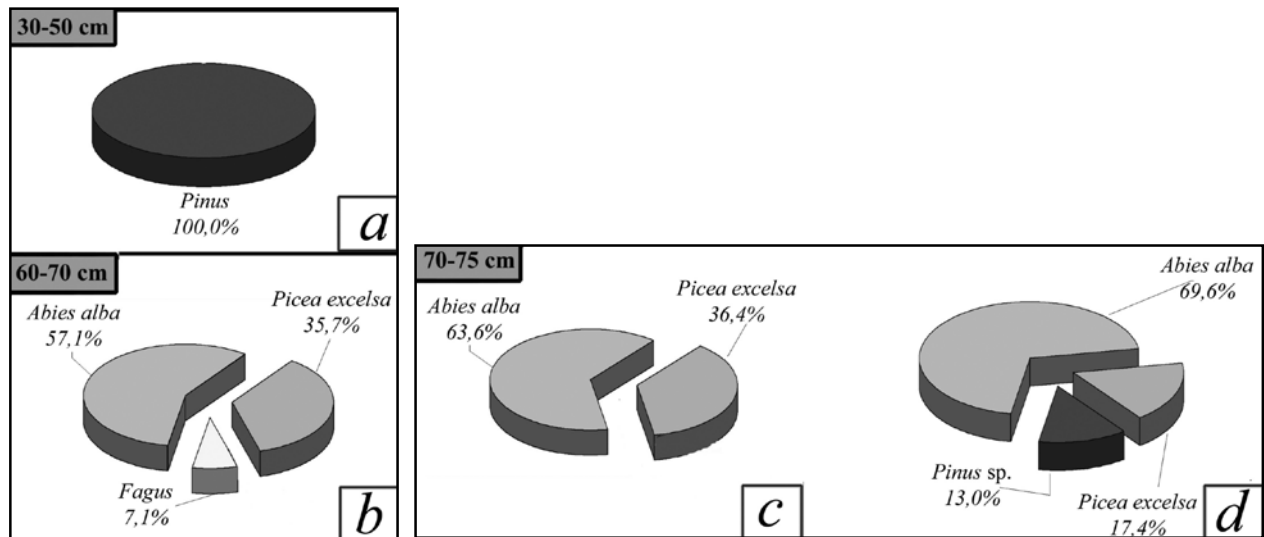 30-50 cm
Pinus
100,0%
a
60-70 cm
Abies alba
57,1%
Picea excelsa
35,7%
Fagus
7,1%
b
70-75 cm
Abies alba
63,6%
Picea excelsa
36,4%
c
Abies alba
69,6%
Pinus sp.
13,0%
Picea excelsa
17,4%
d